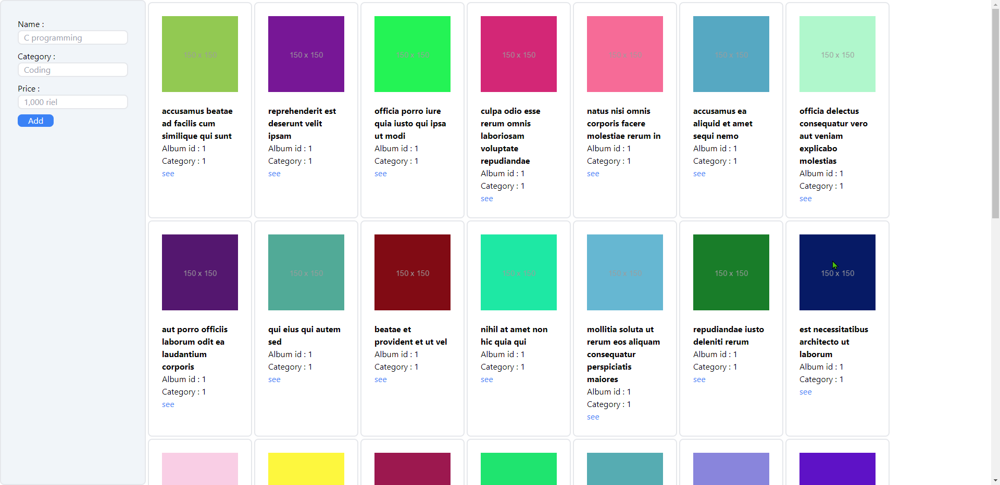 Name :
C programming
Category :
Coding
Price :
1,000 riel
Add
150 x 150
accusamus beatae
ad facilis cum
similique qui sunt
Album id : 1
Category : 1
see
150 x 150
reprehenderit est
deserunt velit
ipsam
Album id : 1
Category : 1
see
150 x 150
officia porro iure
quia iusto qui ipsa
ut modi
Album id : 1
Category : 1
see
150 x 150
culpa odio esse
rerum omnis
laboriosam
voluptate
repudiandae
Album id : 1
Category : 1
see
150 x 150
natus nisi omnis
corporis facere
molestiae rerum in
Album id : 1
Category : 1
see
150 x 150
accusamus ea
aliquid et amet
sequi nemo
Album id : 1
Category : 1
see
150 x 150
officia delectus
consequatur vero
aut veniam
explicabo
molestias
Album id : 1
Category : 1
see
150 x 150
aut porro officiis
laborum odit ea
laudantium
corporis
Album id : 1
Category : 1
see
150 x 150
qui eius qui autem
sed
Album id : 1
Category : 1
see
150 x 150
beatae et
provident et ut vel
Album id : 1
Category : 1
see
150 x 150
nihil at amet non
hic quia qui
Album id : 1
Category : 1
see
150 x 150
mollitia soluta ut
rerum eos aliquam
consequatur
perspiciatis
maiores
Album id : 1
Category : 1
see
150 x 150
repudiandae iusto
deleniti rerum
Album id : 1
Category : 1
see
150 x 150
est necessitatibus
architecto ut
laborum
Album id : 1
Category : 1
see